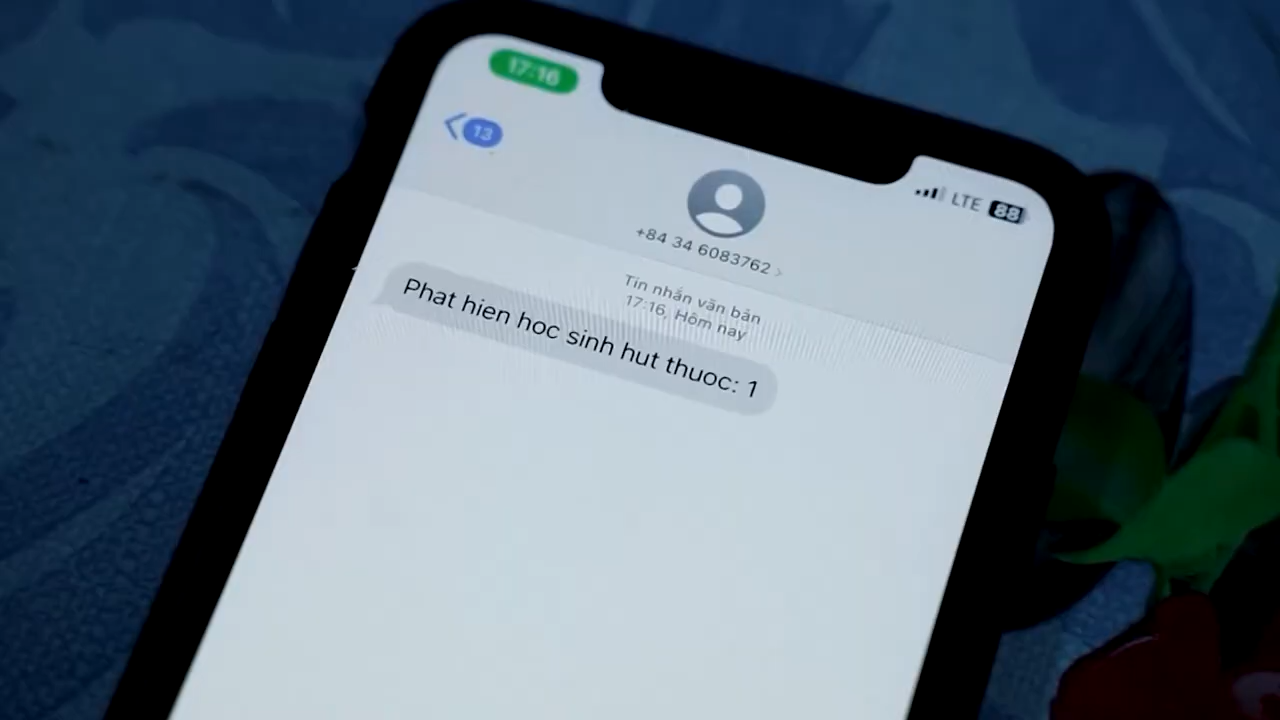 17:16
LTE 88
13
+84 34 6083762
Tin nhắn văn bản
17:16, Hôm nay
Phat hien hoc sinh hut thuoc: 1